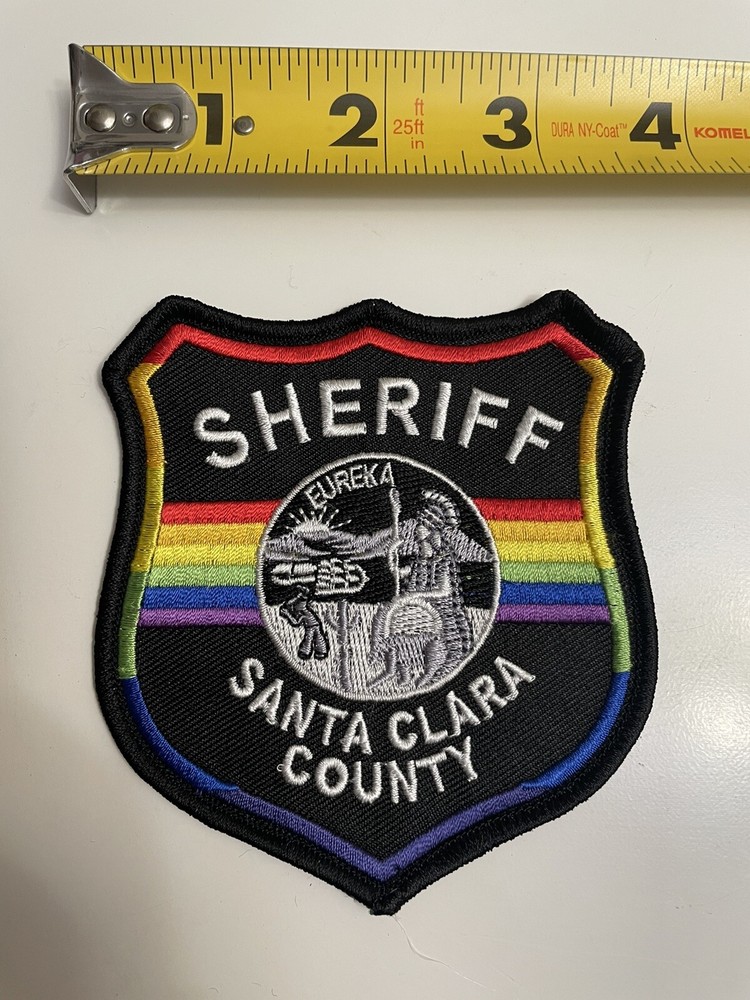 1 2 ft 25ft in 3 DURA NY-Coat™ 4 KOMEL
SHERIFF
EUREKA
SANTA CLARA
COUNTY